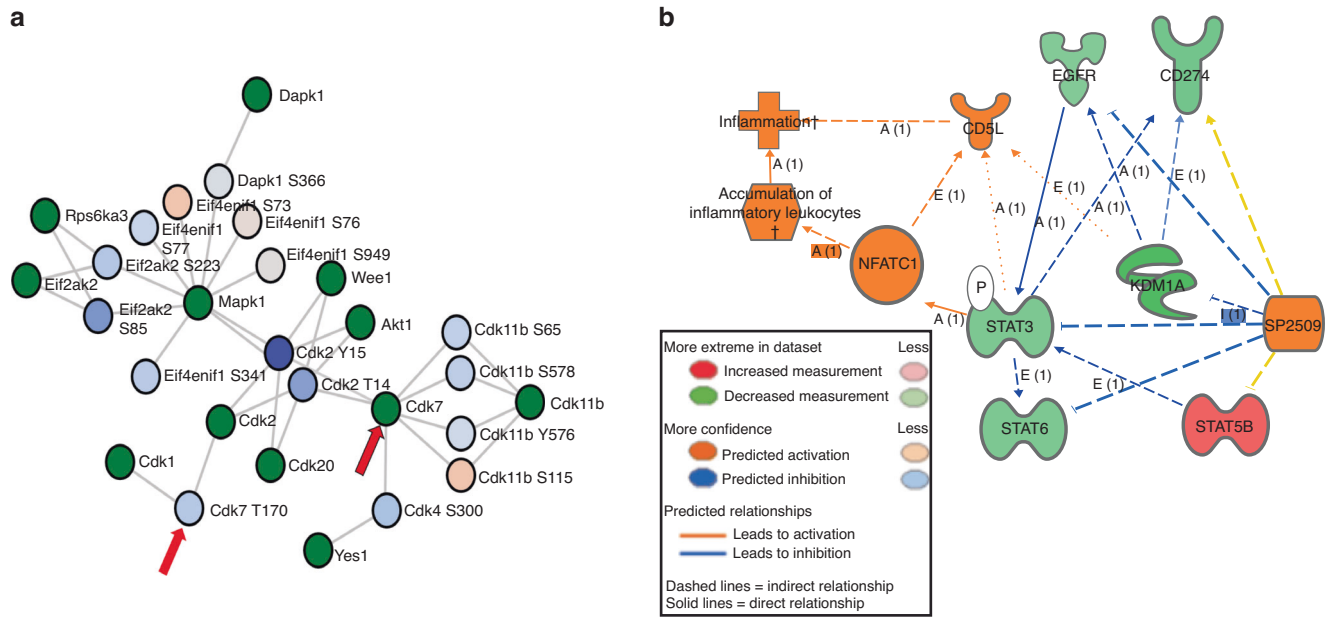 a
Dapk1
Dapk1 S366
Eif4enif1 S73
Rps6ka3
Eif4enif1
S77
Eif4enif1 S76
Eif2ak2 S223
Eif4enif1 S949
Eif2ak2
Wee1
Mapk1
Eif2ak2
S85
Akt1
Cdk11b S65
Cdk2 Y15
Eif4enif1 S341
Cdk2 T14
Cdk11b S578
Cdk7
Cdk11b
Cdk2
Cdk11b Y576
Cdk1
Cdk20
Cdk11b S115
Cdk7 T170
Cdk4 S300
Yes1
b
EGFR
CD274
Inflammation†
CD5L
A (1)
A (1)
Accumulation of
inflammatory leukocytes
†
E (1)
E (1)
A (1)
E (1)
A (1)
A (1)
A (1)
A (1)
NFATC1
KDM1A
P
A (1)
STAT3
I (1)
SP2509
E (1)
E (1)
STAT6
STAT5B
More extreme in dataset
Less
Increased measurement
Decreased measurement
More confidence
Less
Predicted activation
Predicted inhibition
Predicted relationships
Leads to activation
Leads to inhibition
Dashed lines = indirect relationship
Solid lines = direct relationship